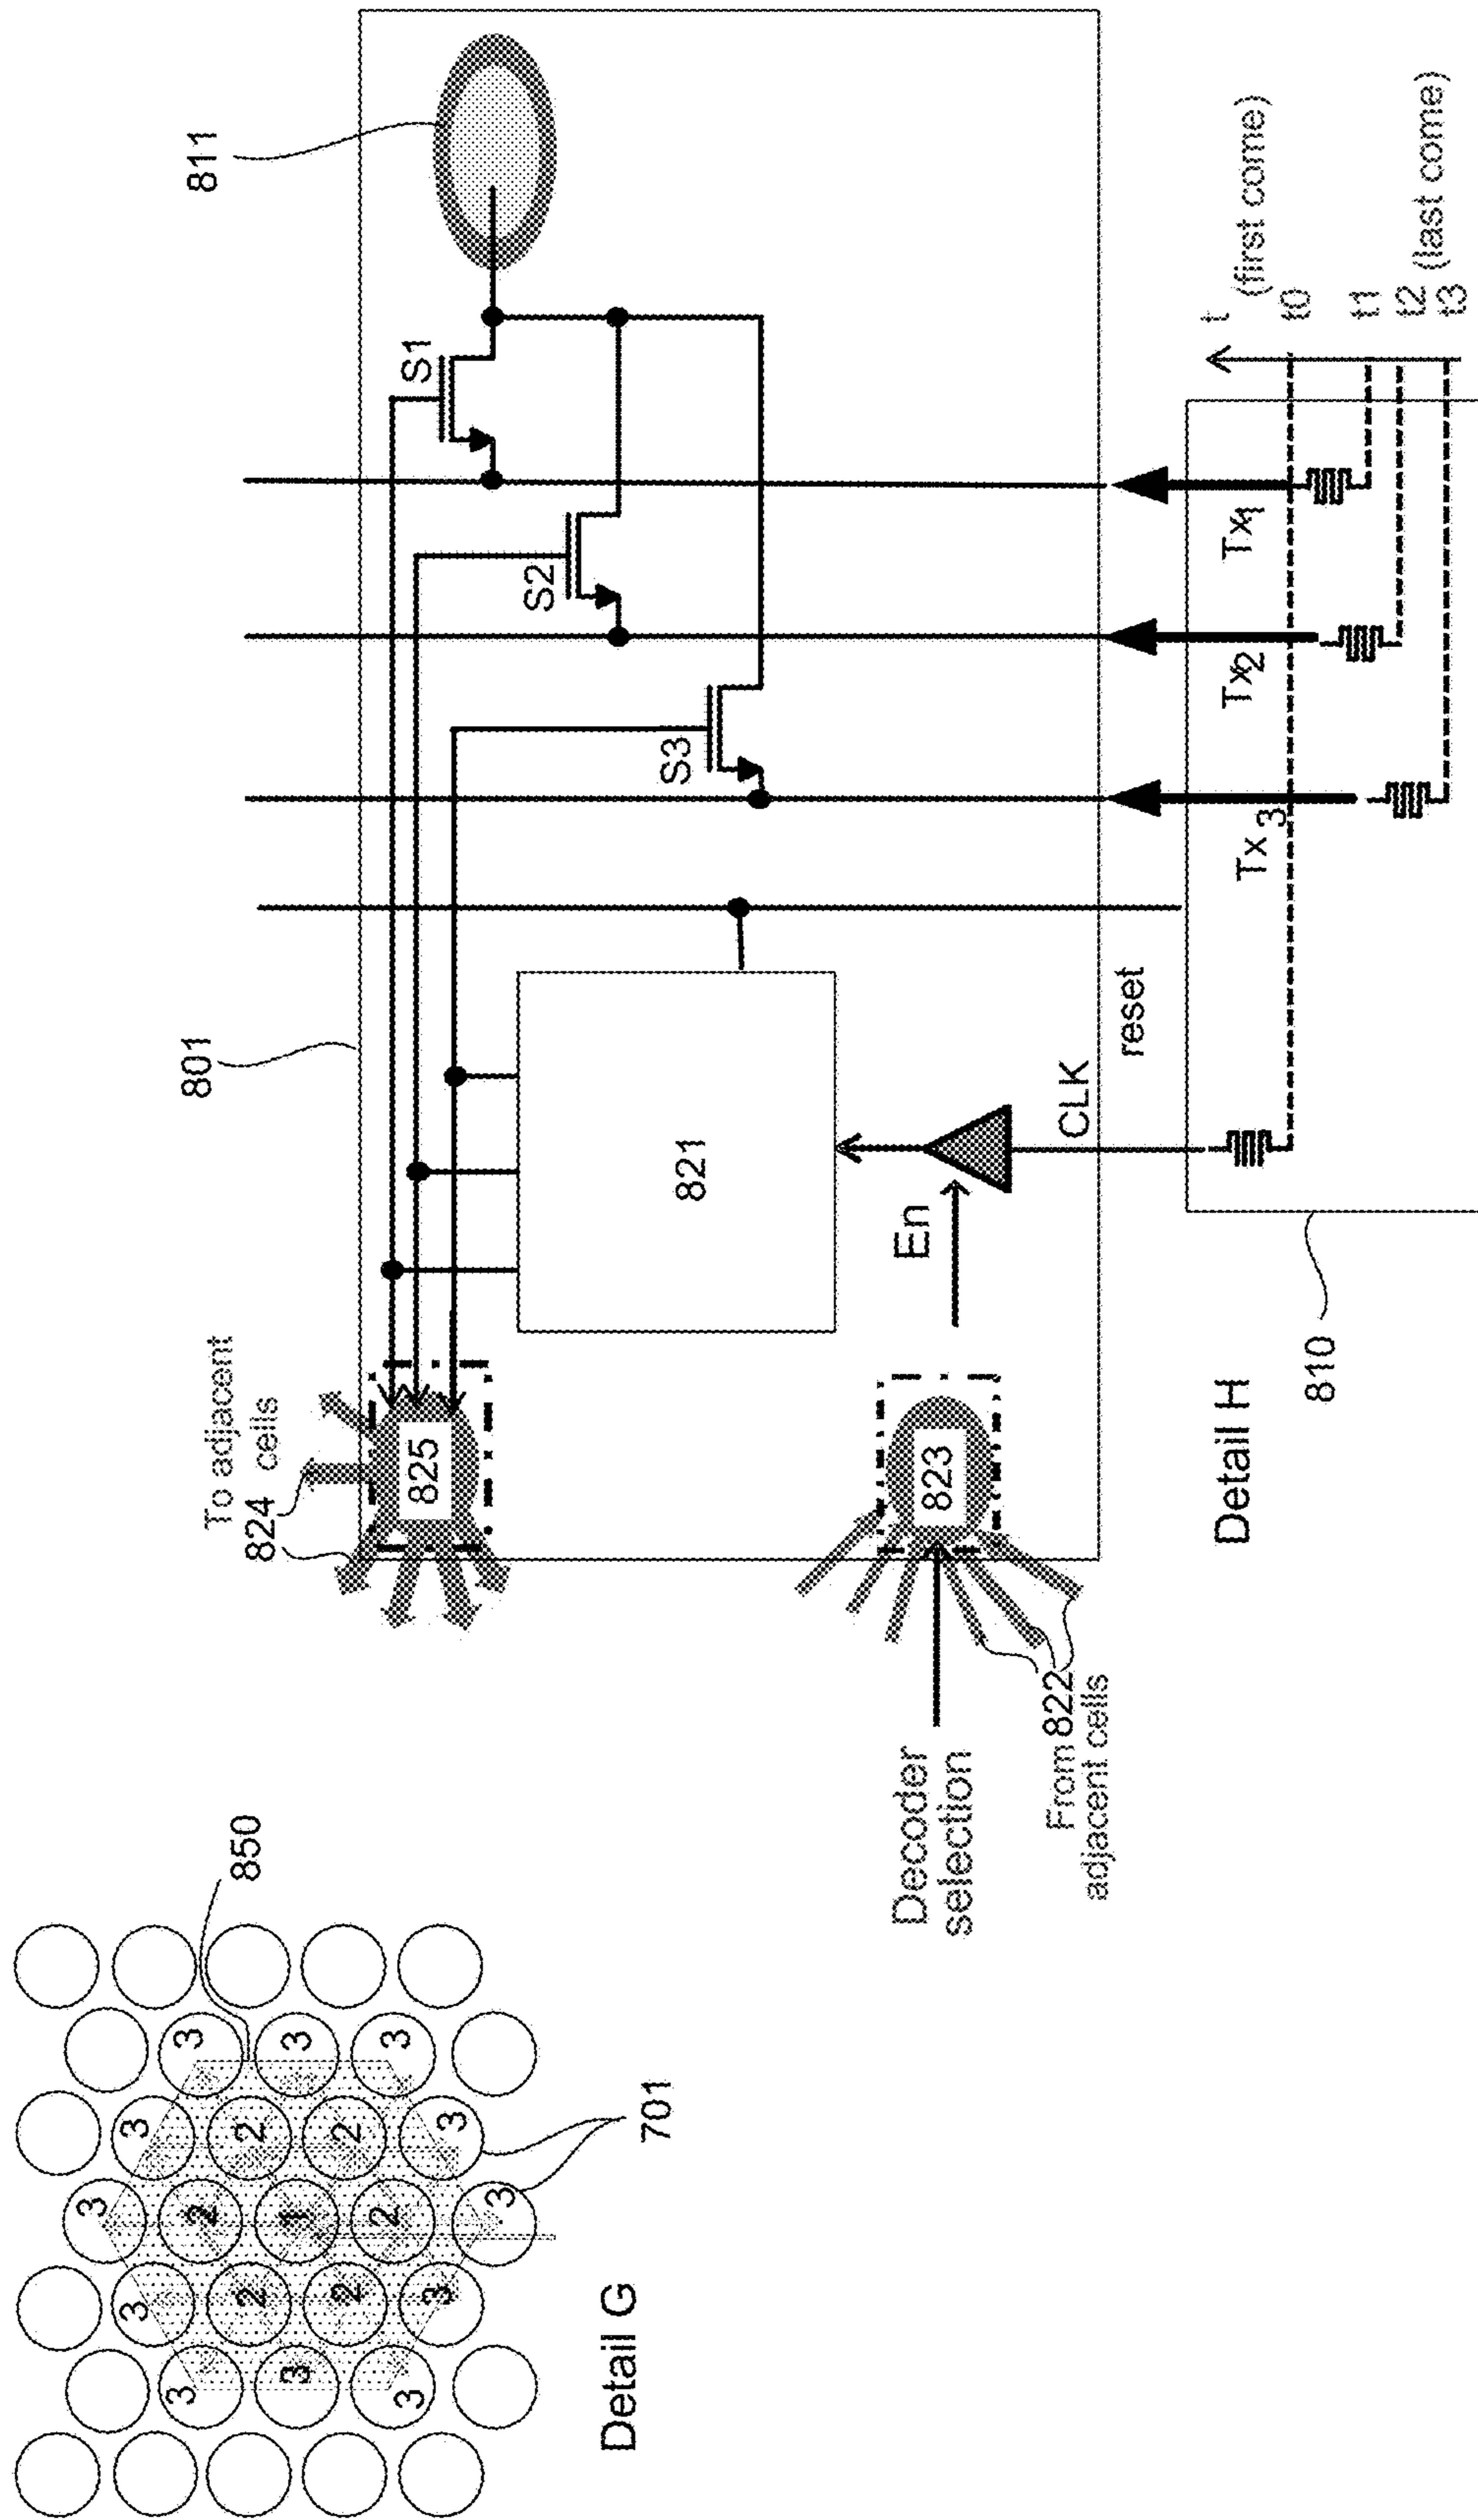 850
3
3
3
3
2
2
3
3
2
1
2
3
3
2
2
3
3
3
3
701
Detail G
801
811
To adjacent
cells
824
825
821
S1
S2
S3
En
CLK
reset
823
Decoder
selection
822
From
adjacent cells
Tx1
Tx2
Tx3
t (first come)
t0
t1
t2 (last come)
t3
810
Detail H